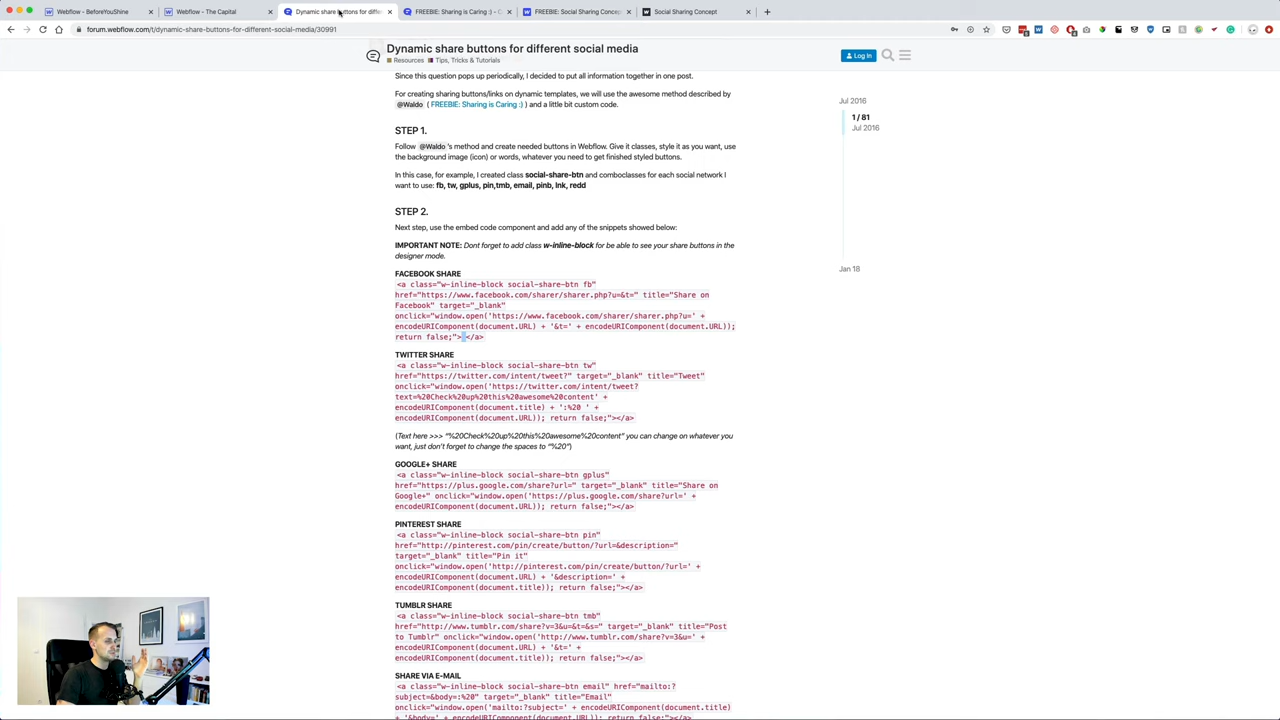 Webflow - BeforeYouShine
Webflow - The Capital
Dynamic share buttons for differ
FREEBIE: Sharing is Caring :) - C
FREEBIE: Social Sharing Concep
Social Sharing Concept
forum.webflow.com/t/dynamic-share-buttons-for-different-social-media/30991
Dynamic share buttons for different social media
Resources Tips, Tricks & Tutorials
Log In
Since this question pops up periodically, I decided to put all information together in one post.
For creating sharing buttons/links on dynamic templates, we will use the awesome method described by
@Waldo ( FREEBIE: Sharing is Caring :) ) and a little bit custom code.
STEP 1.
Follow @Waldo 's method and create needed buttons in Webflow. Give it classes, style it as you want, use
the background image (icon) or words, whatever you need to get finished styled buttons.
In this case, for example, I created class social-share-btn and comboclasses for each social network I
want to use: fb, tw, gplus, pin,tmb, email, pinb, lnk, redd
STEP 2.
Next step, use the embed code component and add any of the snippets showed below:
IMPORTANT NOTE: Dont forget to add class w-inline-block for be able to see your share buttons in the
designer mode.
FACEBOOK SHARE
<a class="w-inline-block social-share-btn fb"
href="https://www.facebook.com/sharer/sharer.php?u=&t=" title="Share on
Facebook" target="_blank"
onclick="window.open('https://www.facebook.com/sharer/sharer.php?u=' +
encodeURIComponent(document.URL) + '&t=' + encodeURIComponent(document.URL));
return false;"> </a>
TWITTER SHARE
<a class="w-inline-block social-share-btn tw"
href="https://twitter.com/intent/tweet?" target="_blank" title="Tweet"
onclick="window.open('https://twitter.com/intent/tweet?
text=%20Check%20up%20this%20awesome%20content' +
encodeURIComponent(document.title) + ':%20 ' +
encodeURIComponent(document.URL)); return false;"></a>
(Text here >>> "%20Check%20up%20this%20awesome%20content" you can change on whatever you
want, just don't forget to change the spaces to "%20")
GOOGLE+ SHARE
<a class="w-inline-block social-share-btn gplus"
href="https://plus.google.com/share?url=" target="_blank" title="Share on
Google+" onclick="window.open('https://plus.google.com/share?url=' +
encodeURIComponent(document.URL)); return false;"></a>
PINTEREST SHARE
<a class="w-inline-block social-share-btn pin"
href="http://pinterest.com/pin/create/button/?url=&description="
target="_blank" title="Pin it"
onclick="window.open('http://pinterest.com/pin/create/button/?url=' +
encodeURIComponent(document.URL) + '&description=' +
encodeURIComponent(document.title)); return false;"></a>
TUMBLR SHARE
<a class="w-inline-block social-share-btn tmb"
href="http://www.tumblr.com/share?v=3&u=&t=&s=" target="_blank" title="Post
to Tumblr" onclick="window.open('http://www.tumblr.com/share?v=3&u=' +
encodeURIComponent(document.URL) + '&t=' +
encodeURIComponent(document.title)); return false;"></a>
SHARE VIA E-MAIL
<a class="w-inline-block social-share-btn email" href="mailto:?
subject=&body=:%20" target="_blank" title="Email"
onclick="window.open('mailto:?subject=' + encodeURIComponent(document.title)
+ '&body=' + encodeURIComponent(document.URL)); return false;"></a>
Jul 2016
1 / 81
Jul 2016
Jan 18